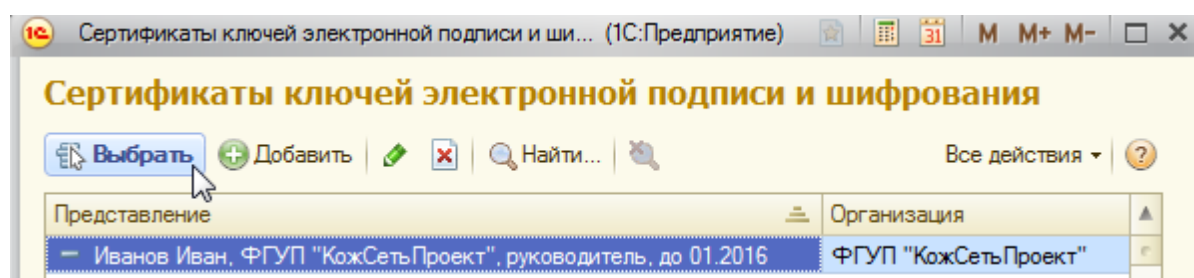 1С Сертификаты ключей электронной подписи и ши... (1С:Предприятие) 31 M M+ M-
Сертификаты ключей электронной подписи и шифрования
Выбрать Добавить Найти... Все действия ?
Представление Организация
Иванов Иван, ФГУП "КожСетьПроект", руководитель, до 01.2016 ФГУП "КожСетьПроект"